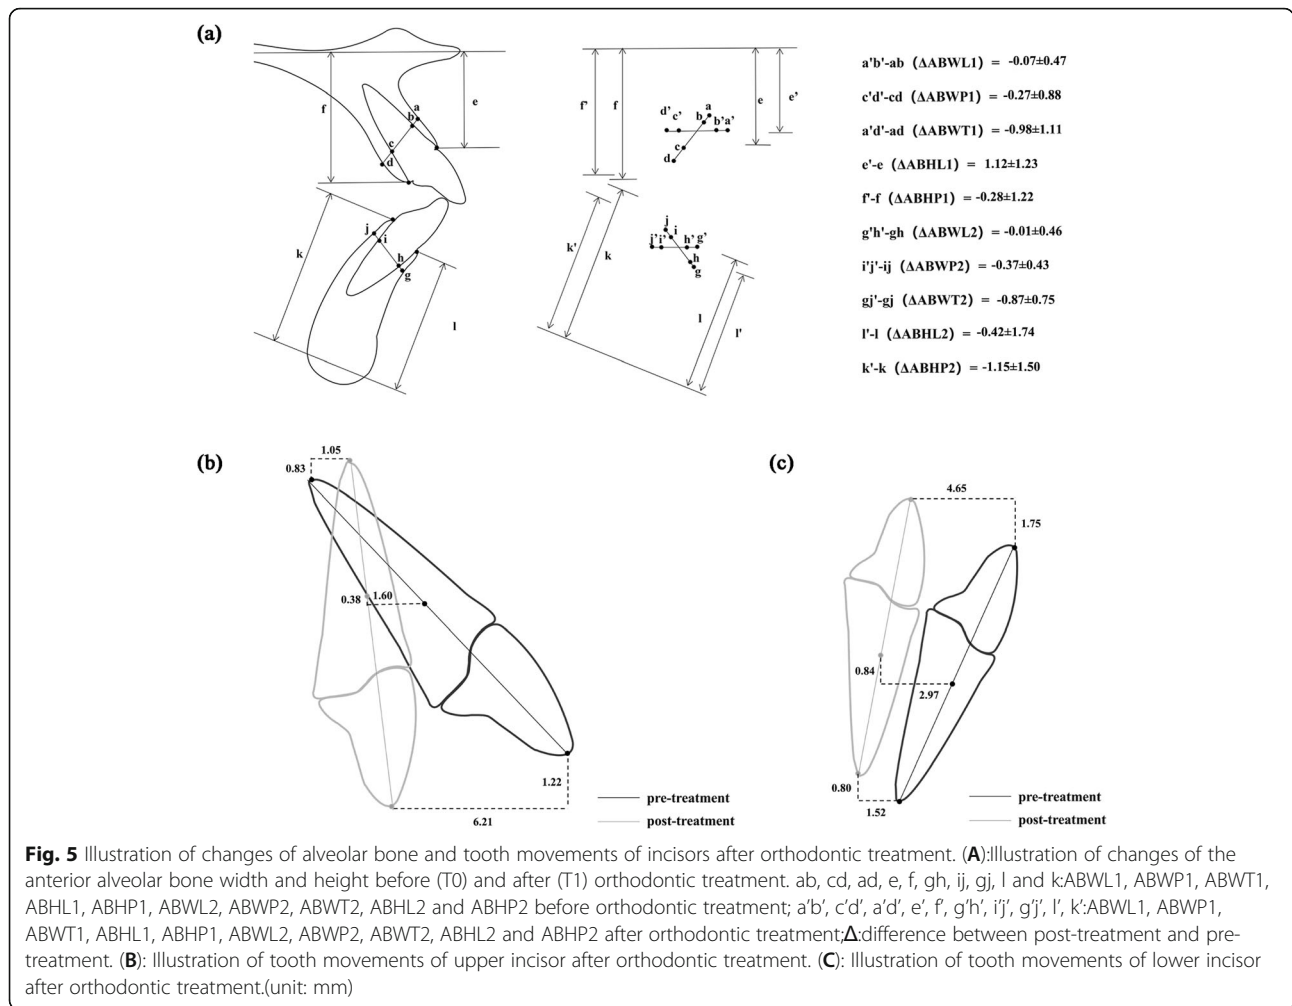 (a)
f
e
a
b
c
d
j
i
h
g
k
l
f'
f
e
e'
d'
c'
a
b
b'a'
c
d
j
i
j'i'
h'
g'
h
g
k'
k
l
l'
a'b'-ab (ΔABWL1) = -0.07±0.47
c'd'-cd (ΔABWP1) = -0.27±0.88
a'd'-ad (ΔABWT1) = -0.98±1.11
e'-e (ΔABHL1) = 1.12±1.23
f'-f (ΔABHP1) = -0.28±1.22
g'h'-gh (ΔABWL2) = -0.01±0.46
i'j'-ij (ΔABWP2) = -0.37±0.43
gj'-gj (ΔABWT2) = -0.87±0.75
l'-l (ΔABHL2) = -0.42±1.74
k'-k (ΔABHP2) = -1.15±1.50
(b)
1.05
0.83
0.38
1.60
1.22
6.21
pre-treatment
post-treatment
(c)
4.65
1.75
0.84
2.97
0.80
1.52
pre-treatment
post-treatment
Fig. 5 Illustration of changes of alveolar bone and tooth movements of incisors after orthodontic treatment. (A):Illustration of changes of the
anterior alveolar bone width and height before (T0) and after (T1) orthodontic treatment. ab, cd, ad, e, f, gh, ij, gj, l and k:ABWL1, ABWP1, ABWT1,
ABHL1, ABHP1, ABWL2, ABWP2, ABWT2, ABHL2 and ABHP2 before orthodontic treatment; a'b', c'd', a'd', e', f', g'h', i'j', g'j', l', k':ABWL1, ABWP1,
ABWT1, ABHL1, ABHP1, ABWL2, ABWP2, ABWT2, ABHL2 and ABHP2 after orthodontic treatment;Δ:difference between post-treatment and pre-
treatment. (B): Illustration of tooth movements of upper incisor after orthodontic treatment. (C): Illustration of tooth movements of lower incisor
after orthodontic treatment.(unit: mm)